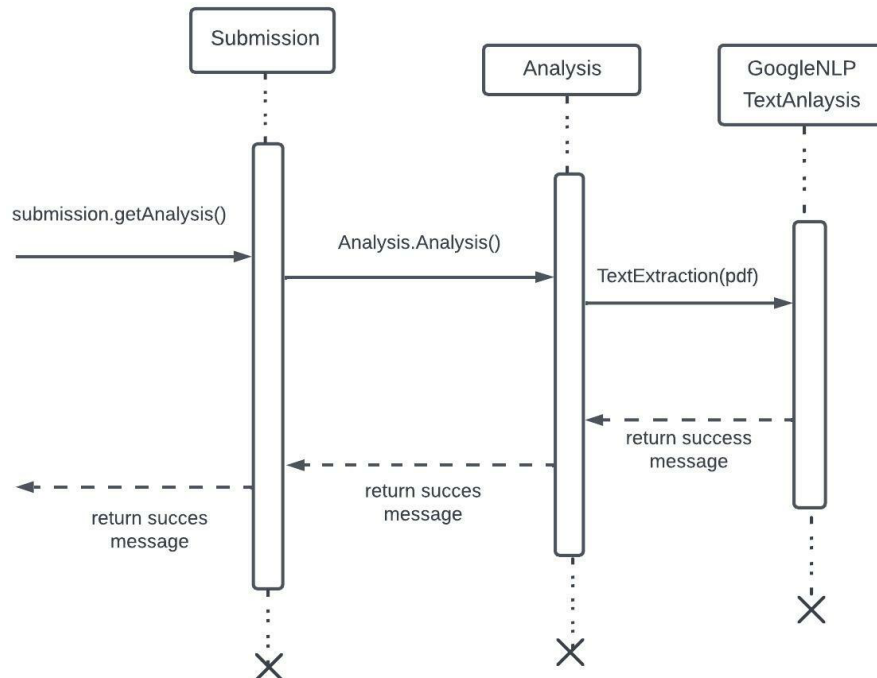 Submission
Analysis
GoogleNLP
TextAnlaysis
submission.getAnalysis()
Analysis.Analysis()
TextExtraction(pdf)
return success
message
return succes
message
return succes
message